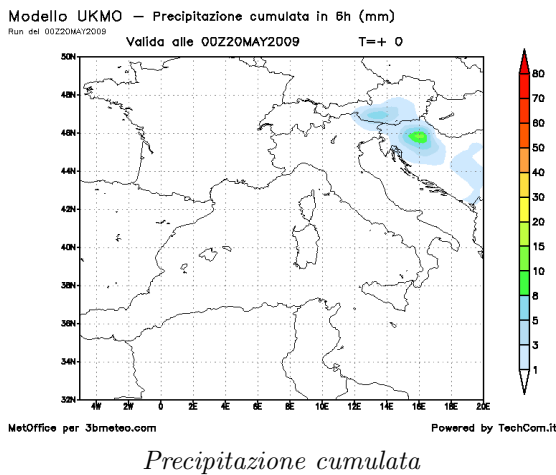 Modello UKMO – Precipitazione cumulata in 6h (mm)
Run del 00Z20MAY2009
Valida alle 00Z20MAY2009 T=+ 0
50N
48N
46N
44N
42N
40N
38N
36N
34N
32N
4W 2W 0 2E 4E 6E 8E 10E 12E 14E 16E 18E 20E
80
70
60
50
40
30
20
15
10
8
5
3
1
MetOffice per 3bmeteo.com Powered by TechCom.it
Precipitazione cumulata